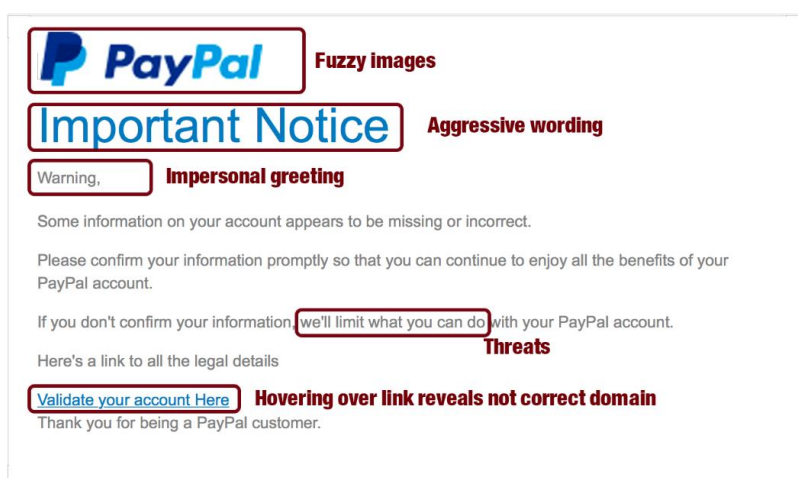 PayPal Fuzzy images
Important Notice Aggressive wording
Warning, Impersonal greeting
Some information on your account appears to be missing or incorrect.
Please confirm your information promptly so that you can continue to enjoy all the benefits of your
PayPal account.
If you don't confirm your information, we'll limit what you can do with your PayPal account.
Threats
Here's a link to all the legal details
Validate your account Here Hovering over link reveals not correct domain
Thank you for being a PayPal customer.